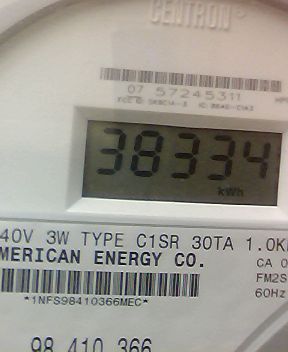 CENTRON®
07 57245311
38334
kWh
40V 3W TYPE C1SR 30TA 1.0K
MERICAN ENERGY CO.
CA 0
FM2S
60Hz
*1NFS98410366MEC*
98 410 366